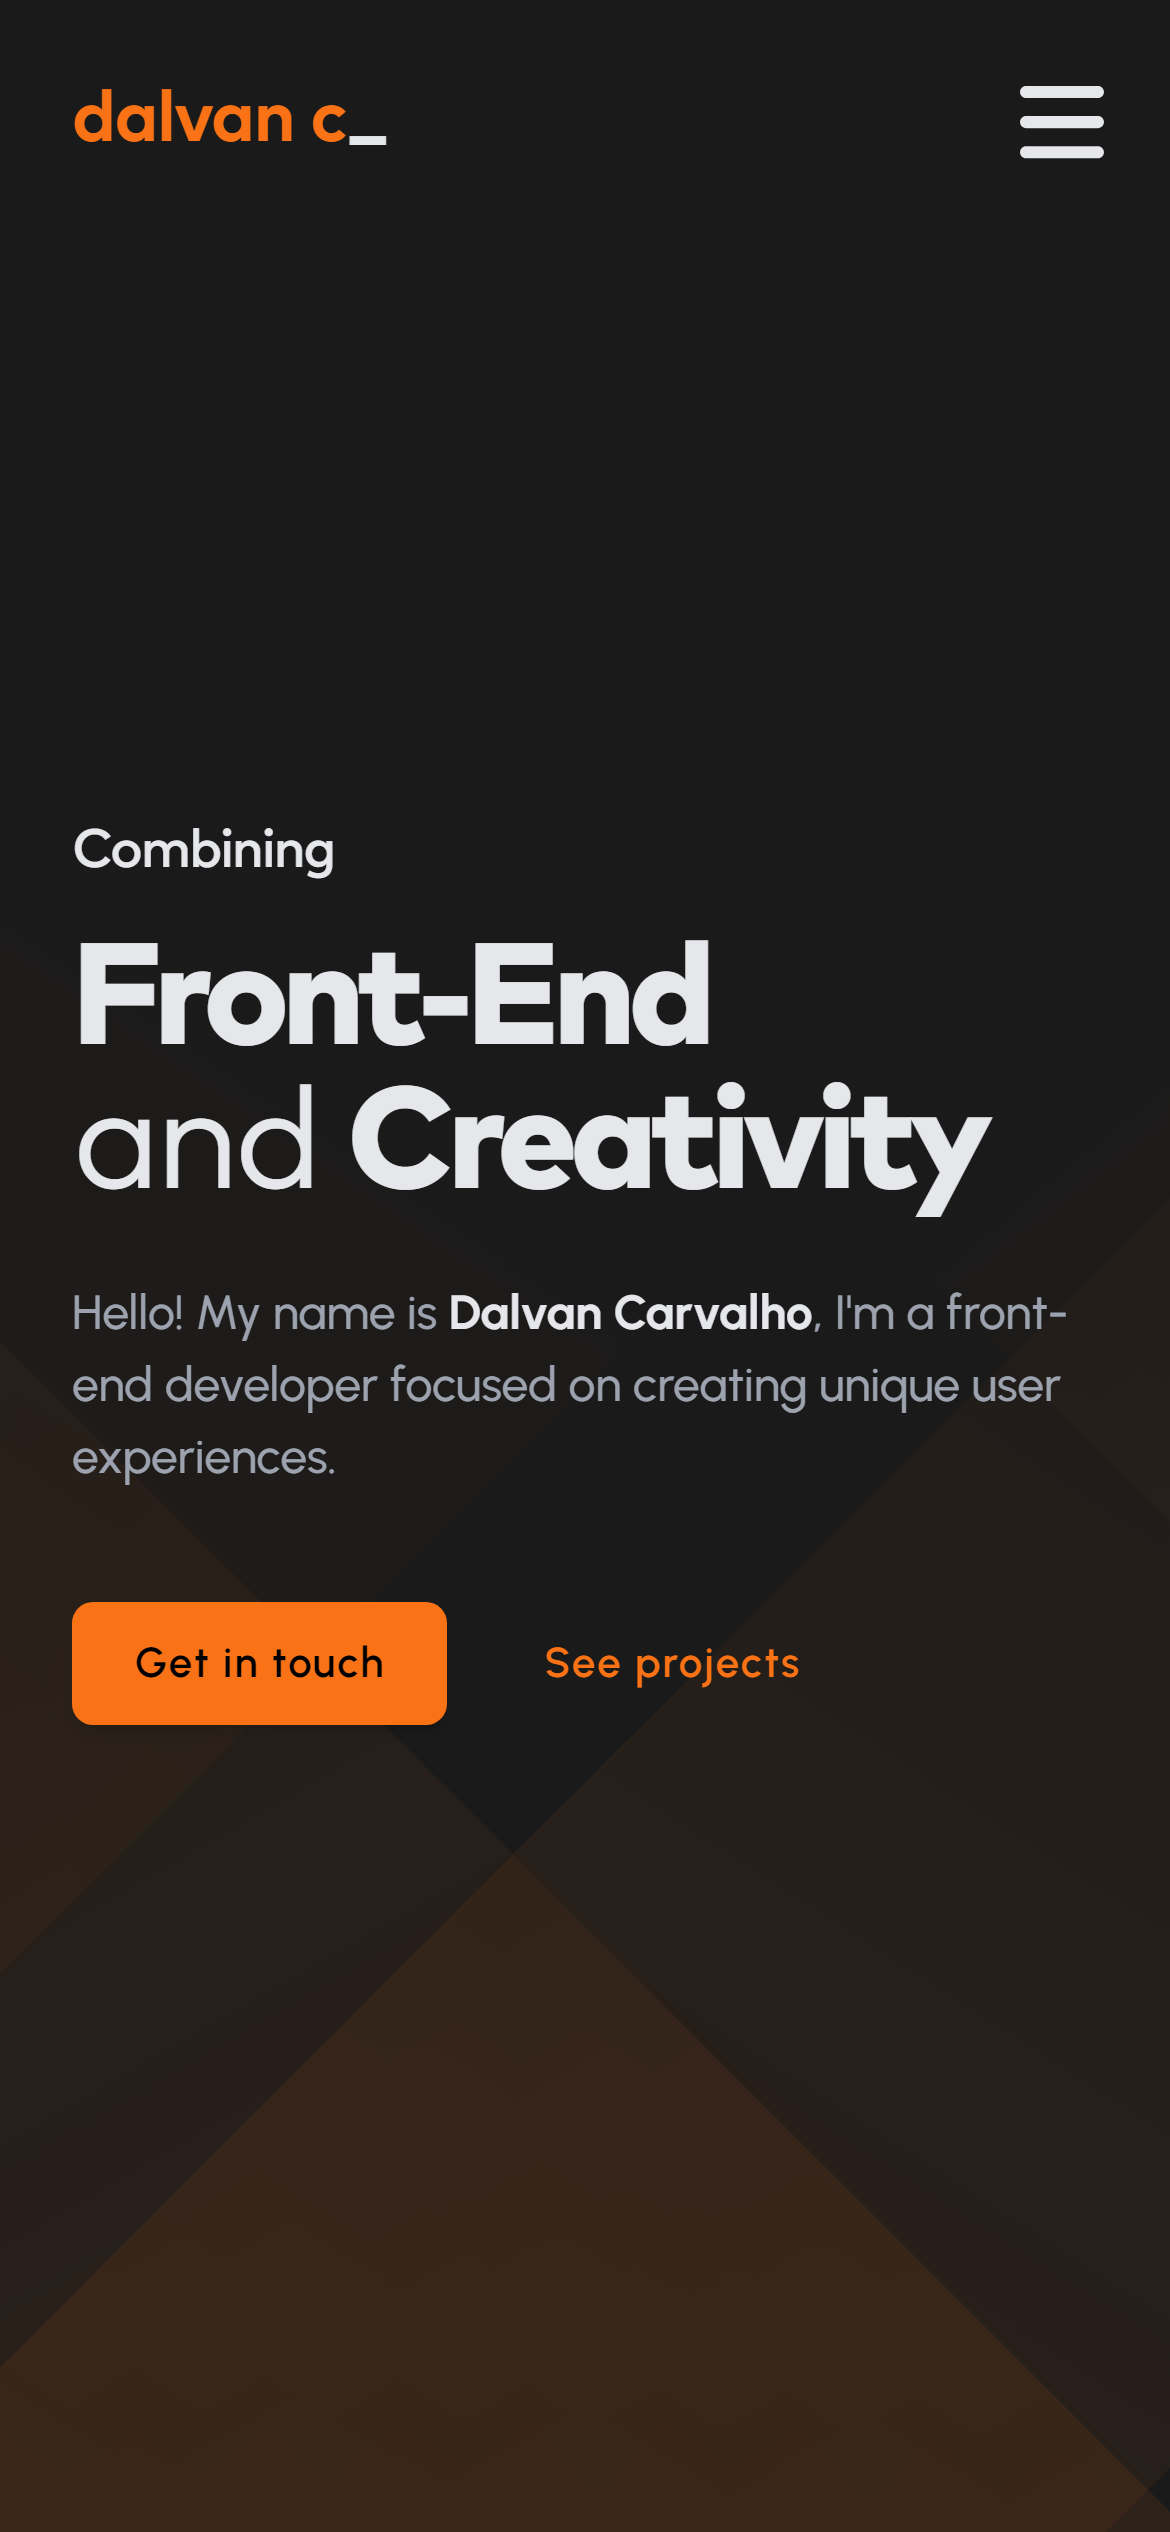 dalvan c_
Combining
Front-End
and Creativity
Hello! My name is Dalvan Carvalho, I'm a front-
end developer focused on creating unique user
experiences.
Get in touch
See projects